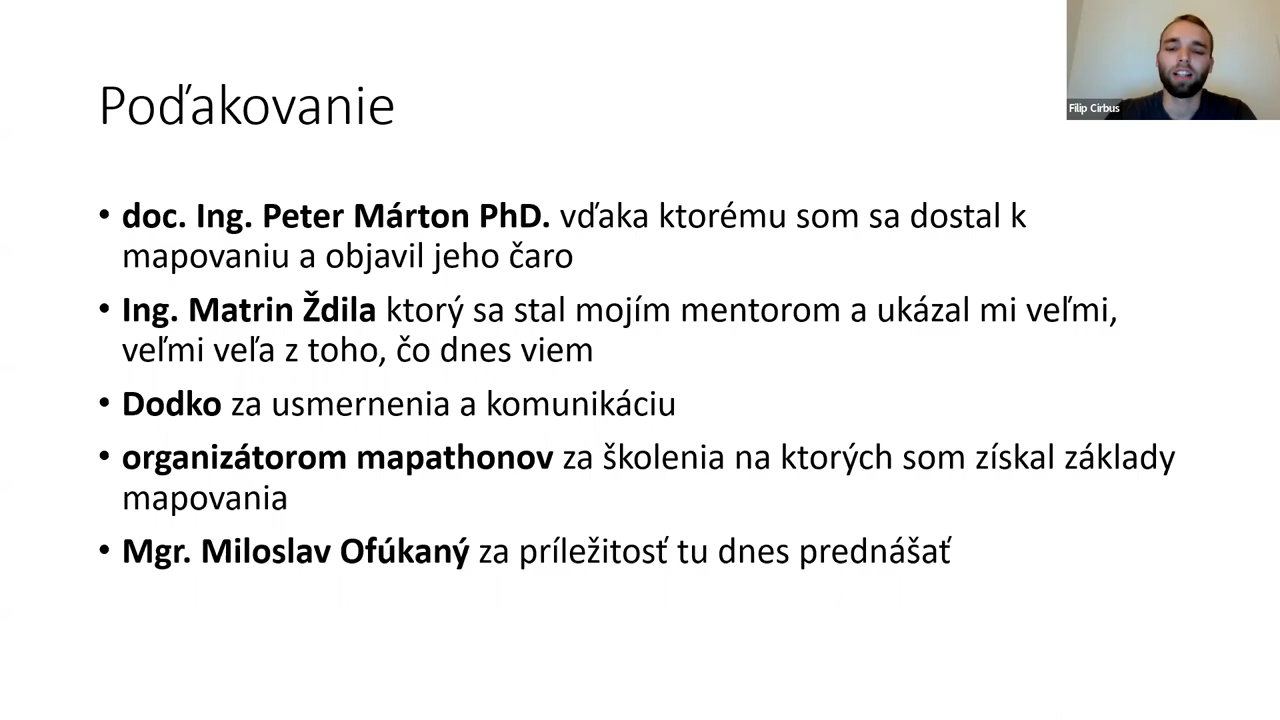 Poďakovanie
Filip Cirbus
• doc. Ing. Peter Márton PhD. vďaka ktorému som sa dostal k
mapovaniu a objavil jeho čaro
• Ing. Matrin Ždila ktorý sa stal mojím mentorom a ukázal mi veľmi,
veľmi veľa z toho, čo dnes viem
• Dodko za usmernenia a komunikáciu
• organizátorom mapathonov za školenia na ktorých som získal základy
mapovania
• Mgr. Miloslav Ofúkaný za príležitosť tu dnes prednášať